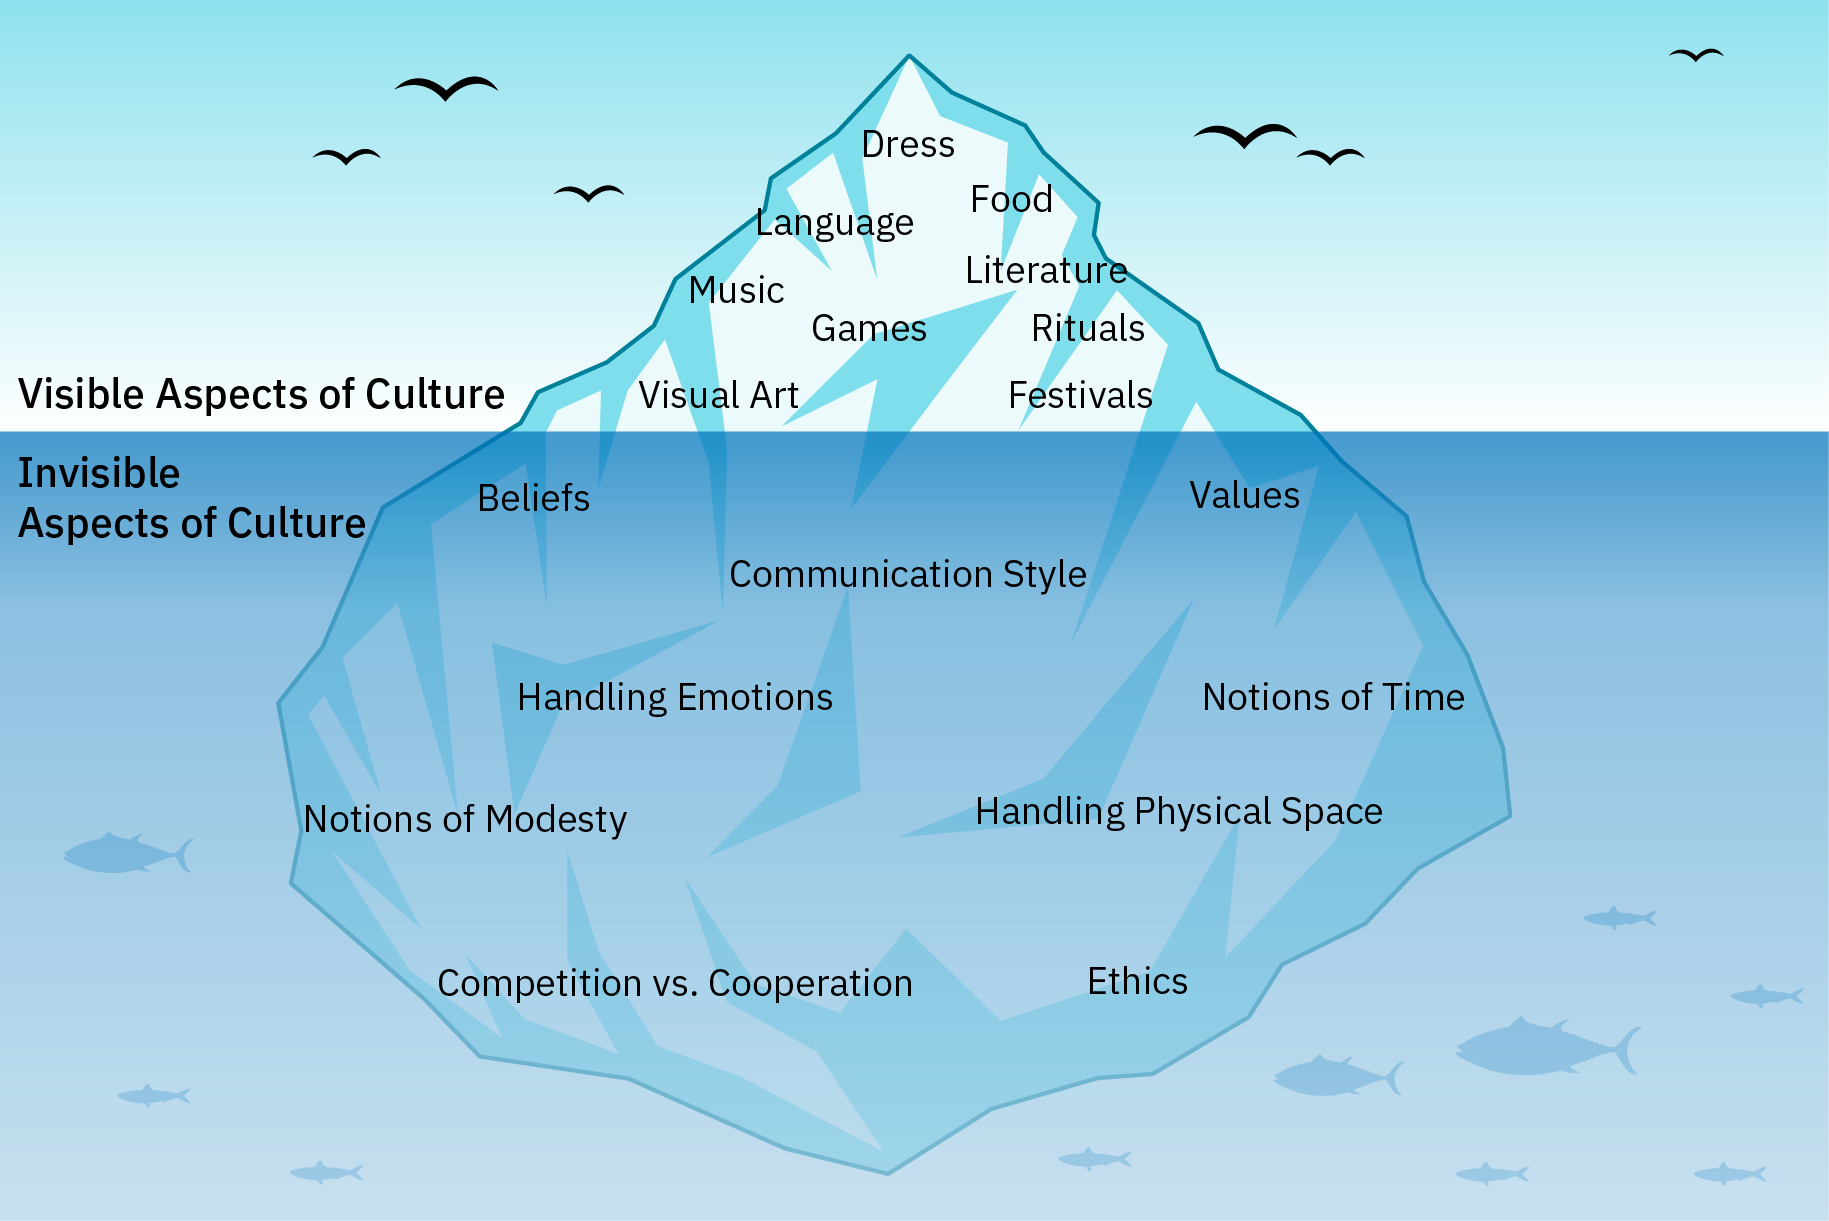 Dress
Food
Language
Literature
Music
Games
Rituals
Visual Art
Festivals
Visible Aspects of Culture
Invisible
Aspects of Culture
Beliefs
Values
Communication Style
Handling Emotions
Notions of Time
Notions of Modesty
Handling Physical Space
Competition vs. Cooperation
Ethics